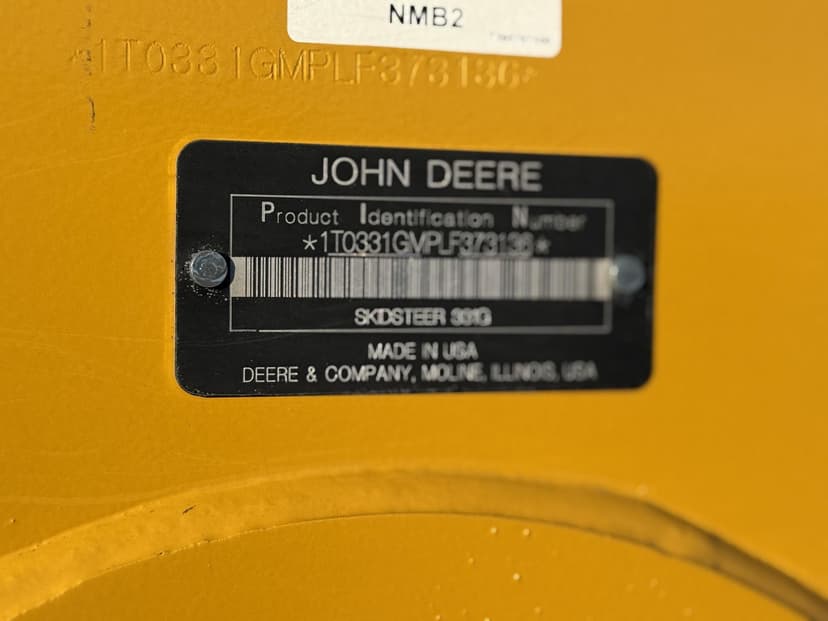 NMB2
*1T0331GMPLF373136*
JOHN DEERE
Product Identification Number
*1T0331GMPLF373136*
SKIDSTEER 331G
MADE IN USA
DEERE & COMPANY, MOLINE, ILLINOIS, USA